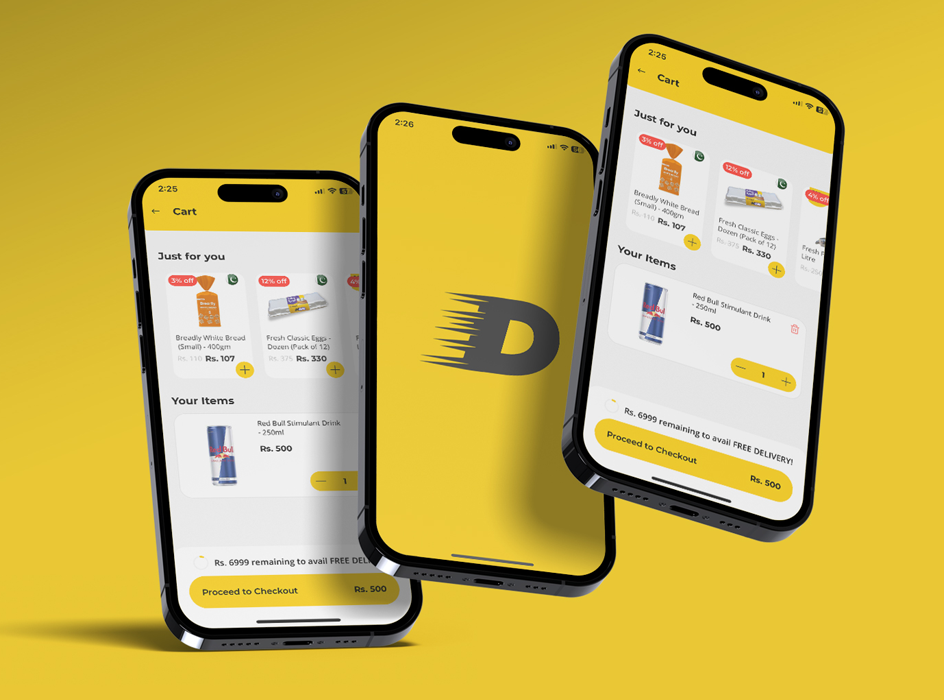 2:25
Cart
Just for you
3% off
12% off
Breadly White Bread
(Small) - 400gm
Rs. 110 Rs. 107
Fresh Classic Eggs -
Dozen (Pack of 12)
Rs. 375 Rs. 330
Your Items
Red Bull Stimulant Drink
- 250ml
Rs. 500
1
Rs. 6999 remaining to avail FREE DEL
Proceed to Checkout
Rs. 500
2:26
D
2:25
Cart
Just for you
3% off
12% off
4% off
Breadly White Bread
(Small) - 400gm
Rs. 110 Rs. 107
Fresh Classic Eggs -
Dozen (Pack of 12)
Rs. 375 Rs. 330
Fresh
Litre
Your Items
Red Bull Stimulant Drink
- 250ml
Rs. 500
1
Rs. 6999 remaining to avail FREE DELIVERY!
Proceed to Checkout
Rs. 500